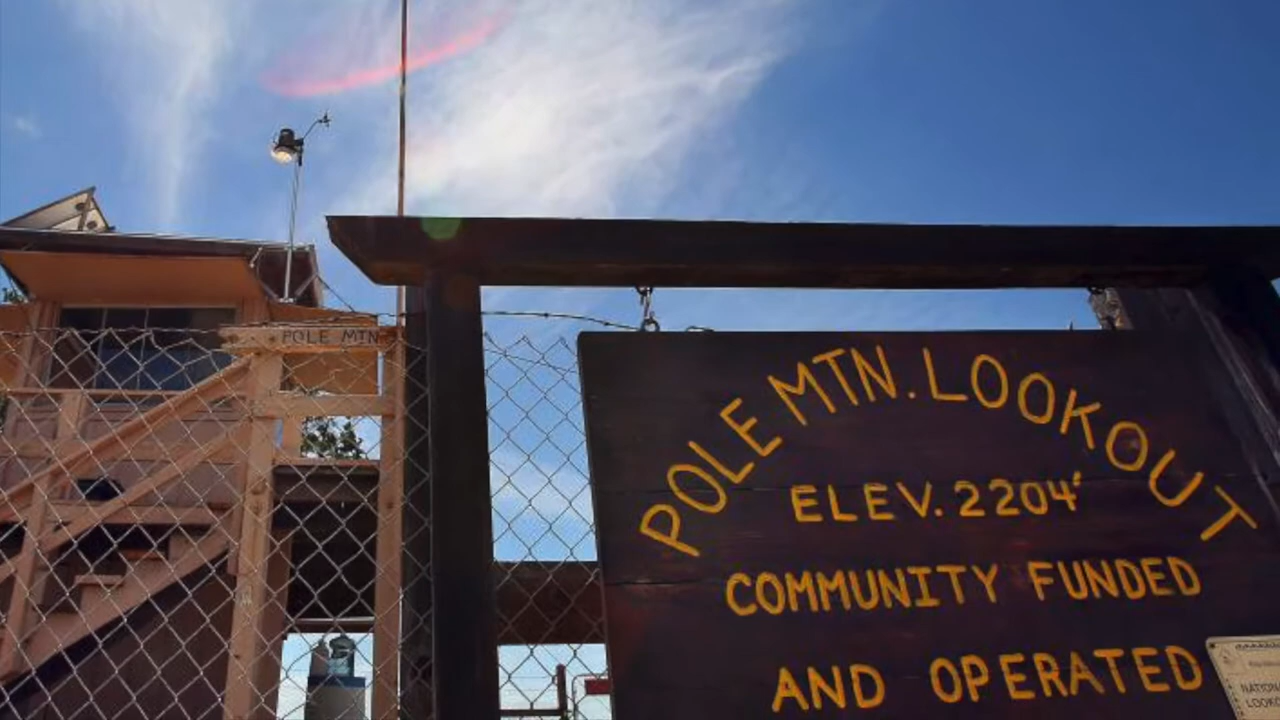 POLE MTN
POLE MTN. LOOKOUT
ELEV. 2204'
COMMUNITY FUNDED
AND OPERATED